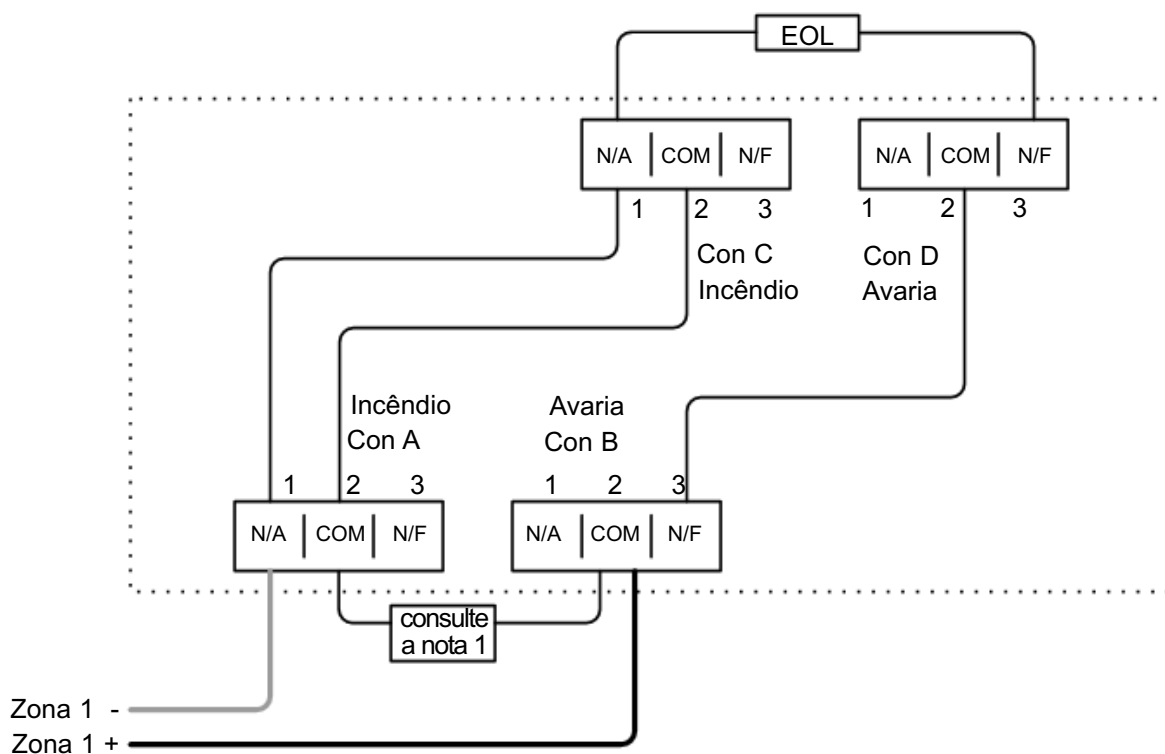 EOL
N/A COM N/F
N/A COM N/F
1 2 3
1 2 3
Con C
Incêndio
Con D
Avaria
Incêndio
Con A
Avaria
Con B
1 2 3
1 2 3
N/A COM N/F
N/A COM N/F
consulte
a nota 1
Zona 1 -
Zona 1 +